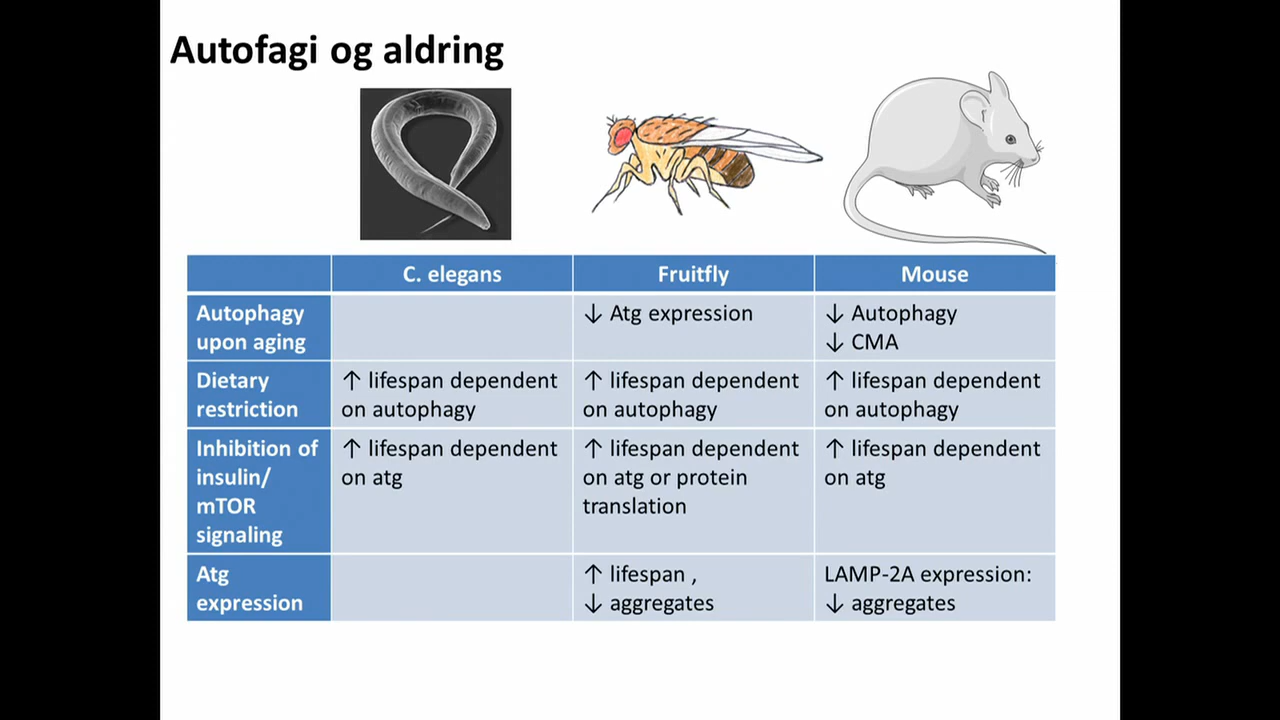 Autofagi og aldring
C. elegans
Fruitfly
Mouse
Autophagy
upon aging
↓ Atg expression
↓ Autophagy
↓ CMA
Dietary
restriction
↑ lifespan dependent
on autophagy
↑ lifespan dependent
on autophagy
↑ lifespan dependent
on autophagy
Inhibition of
insulin/
mTOR
signaling
↑ lifespan dependent
on atg
↑ lifespan dependent
on atg or protein
translation
↑ lifespan dependent
on atg
Atg
expression
↑ lifespan ,
↓ aggregates
LAMP-2A expression:
↓ aggregates